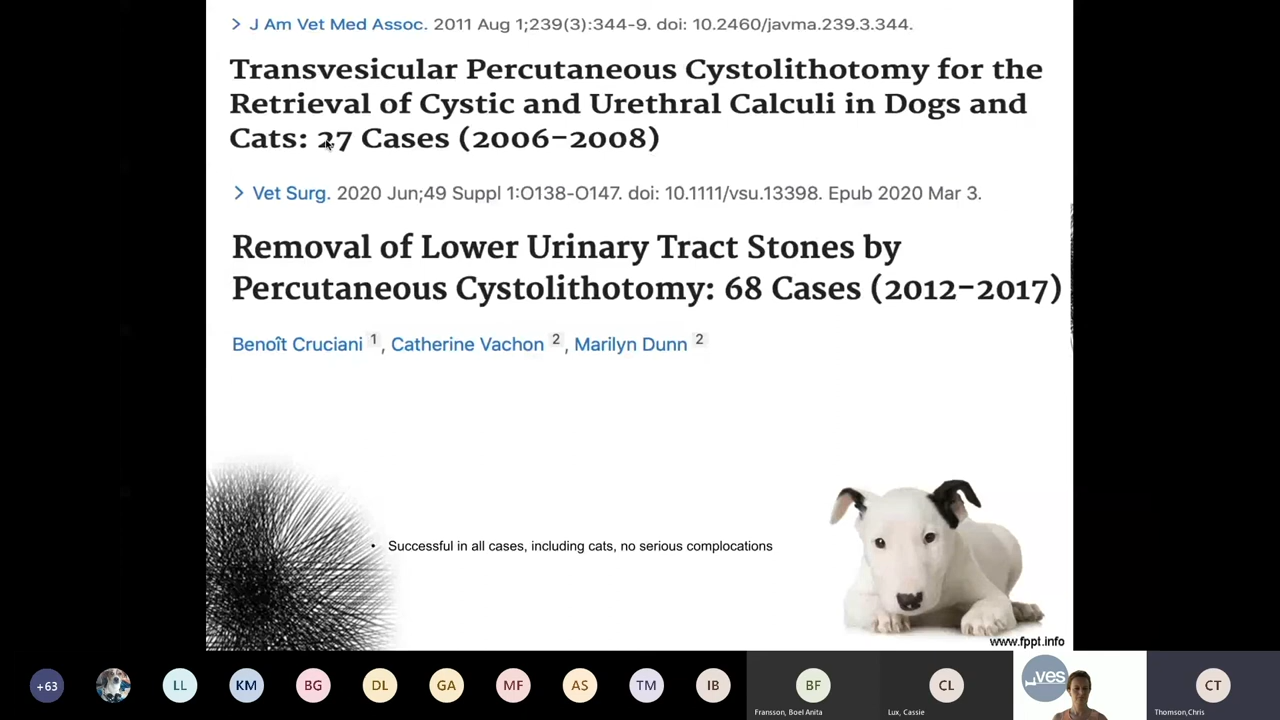 > J Am Vet Med Assoc. 2011 Aug 1;239(3):344-9. doi: 10.2460/javma.239.3.344.
Transvesicular Percutaneous Cystolithotomy for the
Retrieval of Cystic and Urethral Calculi in Dogs and
Cats: 27 Cases (2006-2008)
> Vet Surg. 2020 Jun;49 Suppl 1:O138-O147. doi: 10.1111/vsu.13398. Epub 2020 Mar 3.
Removal of Lower Urinary Tract Stones by
Percutaneous Cystolithotomy: 68 Cases (2012-2017)
Benoît Cruciani 1, Catherine Vachon 2, Marilyn Dunn 2
• Successful in all cases, including cats, no serious complocations
www.fppt.info
+63 LL KM BG DL GA MF AS TM IB BF CL VES CT
Fransson, Boel Anita Lux, Cassie Thomson,Chris